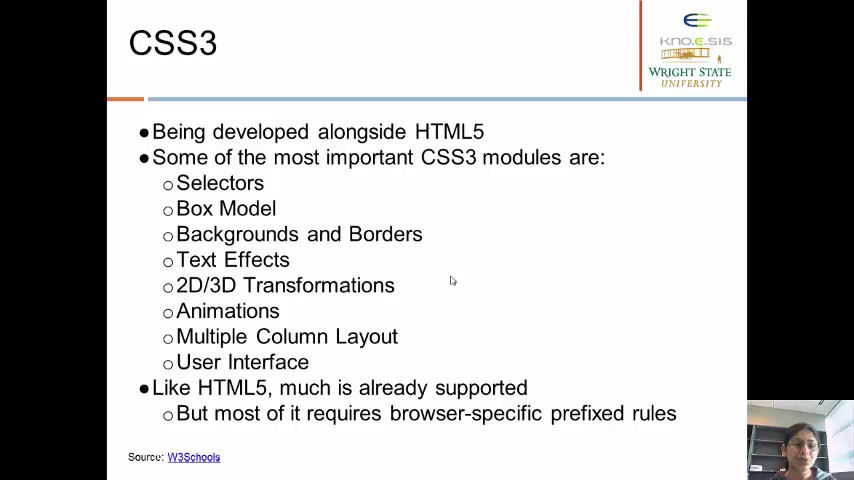 CSS3
KNO.E.SIS
WRIGHT STATE
UNIVERSITY
●Being developed alongside HTML5
●Some of the most important CSS3 modules are:
○Selectors
○Box Model
○Backgrounds and Borders
○Text Effects
○2D/3D Transformations
○Animations
○Multiple Column Layout
○User Interface
●Like HTML5, much is already supported
○But most of it requires browser-specific prefixed rules
Source: W3Schools